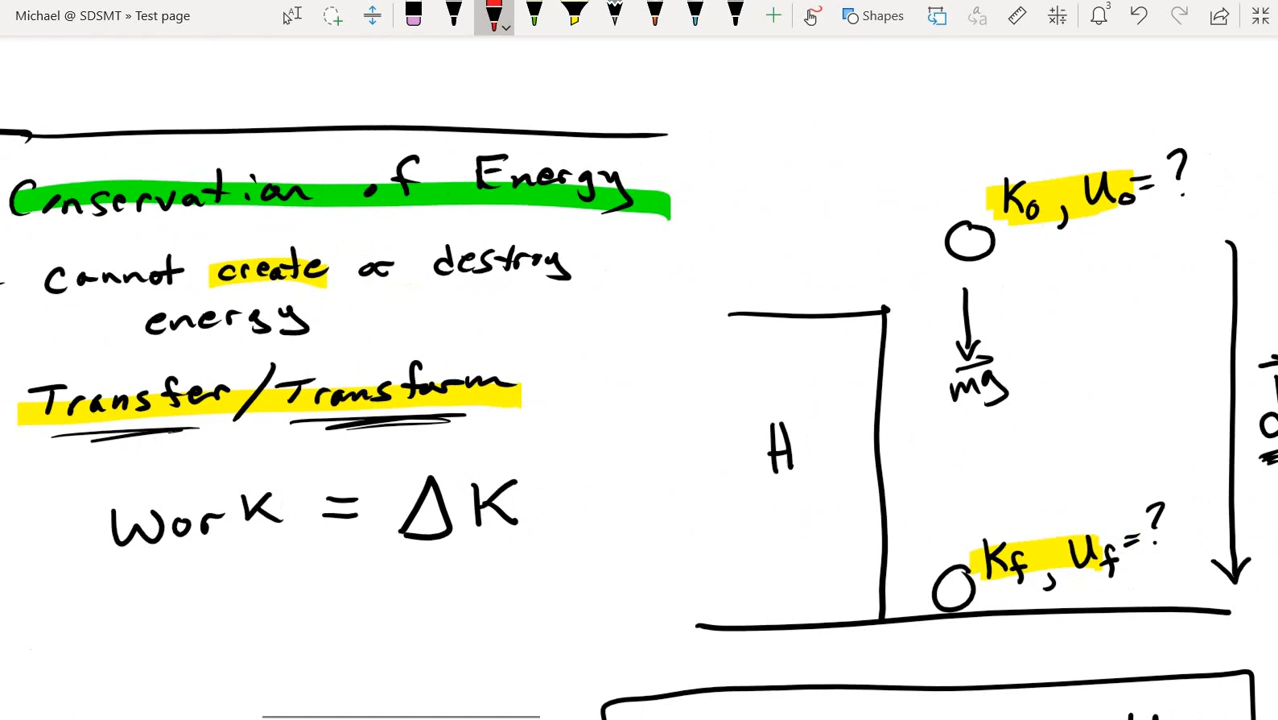 Michael @ SDSMT » Test page
Shapes
Conservation of Energy
cannot create or destroy
energy
Transfer/Transform
Work = ΔK
K₀, U₀ = ?
mg
H
Kf, Uf = ?